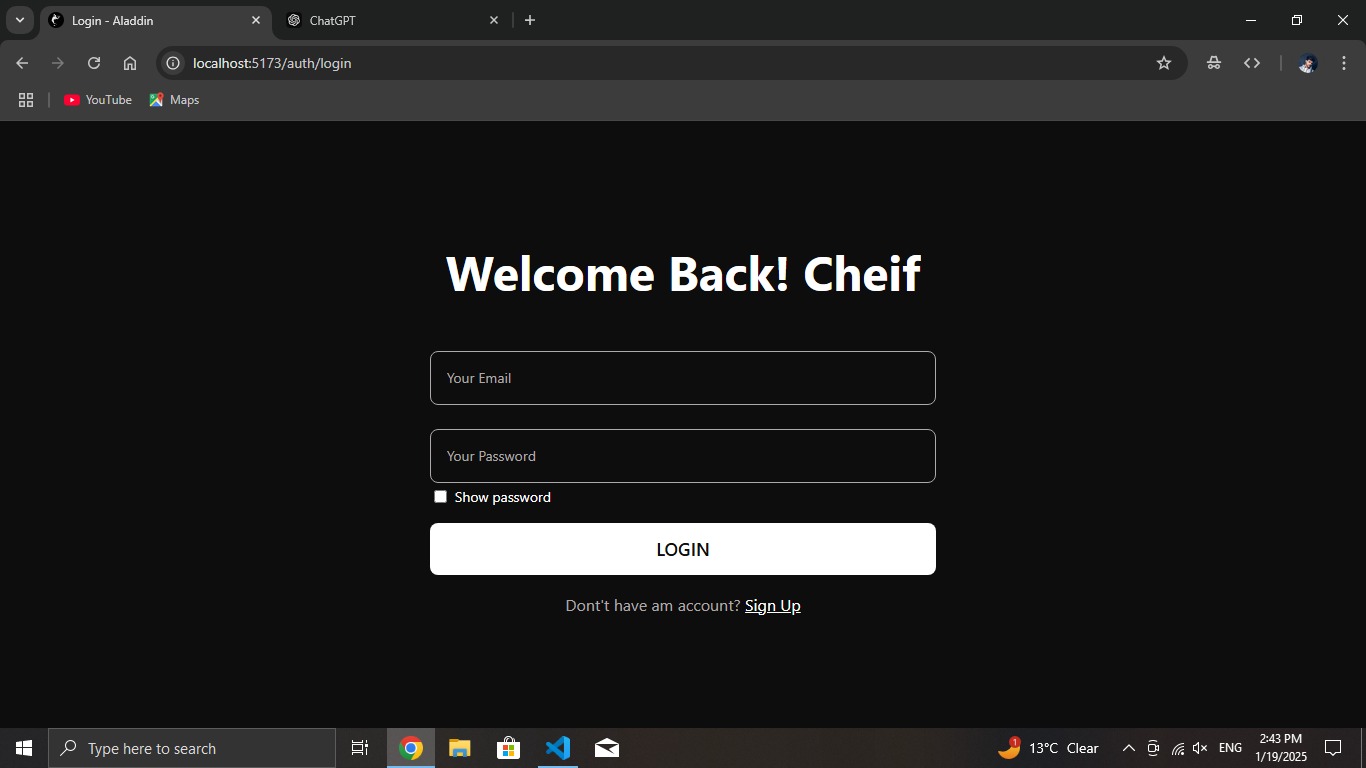 Login - Aladdin
ChatGPT
localhost:5173/auth/login
YouTube
Maps
Welcome Back! Cheif
Your Email
Your Password
Show password
LOGIN
Dont't have am account? Sign Up
Type here to search
1
13°C Clear
ENG
2:43 PM
1/19/2025